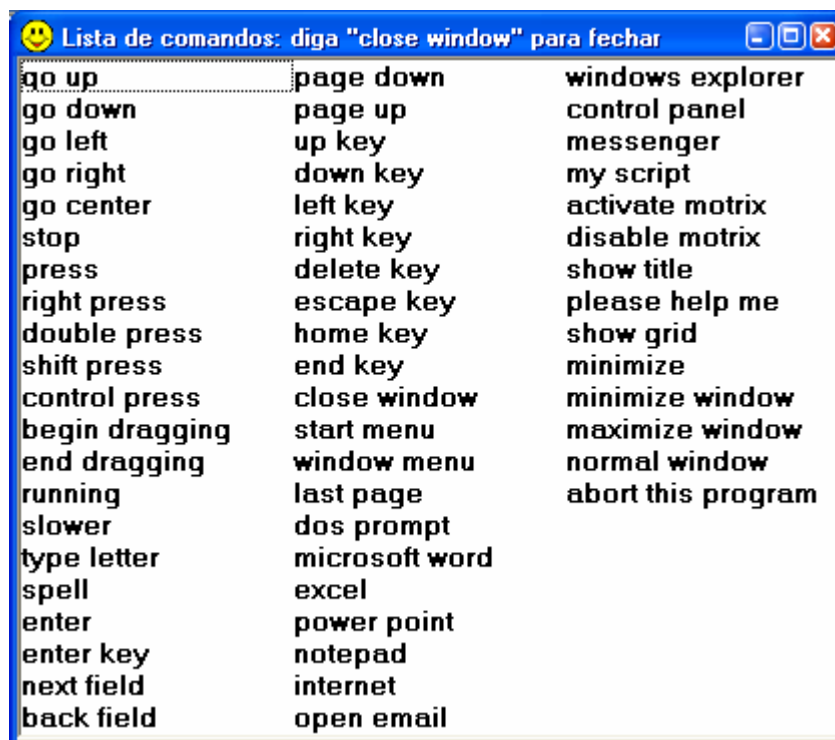 Lista de comandos: diga "close window" para fechar
go up
go down
go left
go right
go center
stop
press
right press
double press
shift press
control press
begin dragging
end dragging
running
slower
type letter
spell
enter
enter key
next field
back field
page down
page up
up key
down key
left key
right key
delete key
escape key
home key
end key
close window
start menu
window menu
last page
dos prompt
microsoft word
excel
power point
notepad
internet
open email
windows explorer
control panel
messenger
my script
activate motrix
disable motrix
show title
please help me
show grid
minimize
minimize window
maximize window
normal window
abort this program